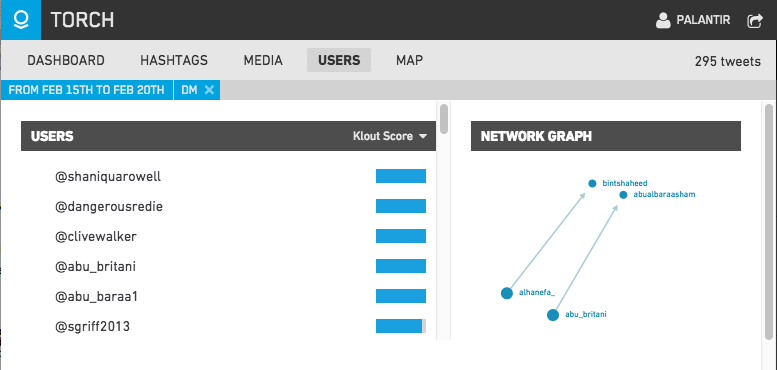 TORCH
PALANTIR
DASHBOARD HASHTAGS MEDIA USERS MAP 295 tweets
FROM FEB 15TH TO FEB 20TH DM ×
USERS Klout Score
@shaniquarowell
@dangerousredie
@clivewalker
@abu_britani
@abu_baraa1
@sgriff2013
NETWORK GRAPH
bintshaheed
abualbaraasham
alhanefa_
abu_britani